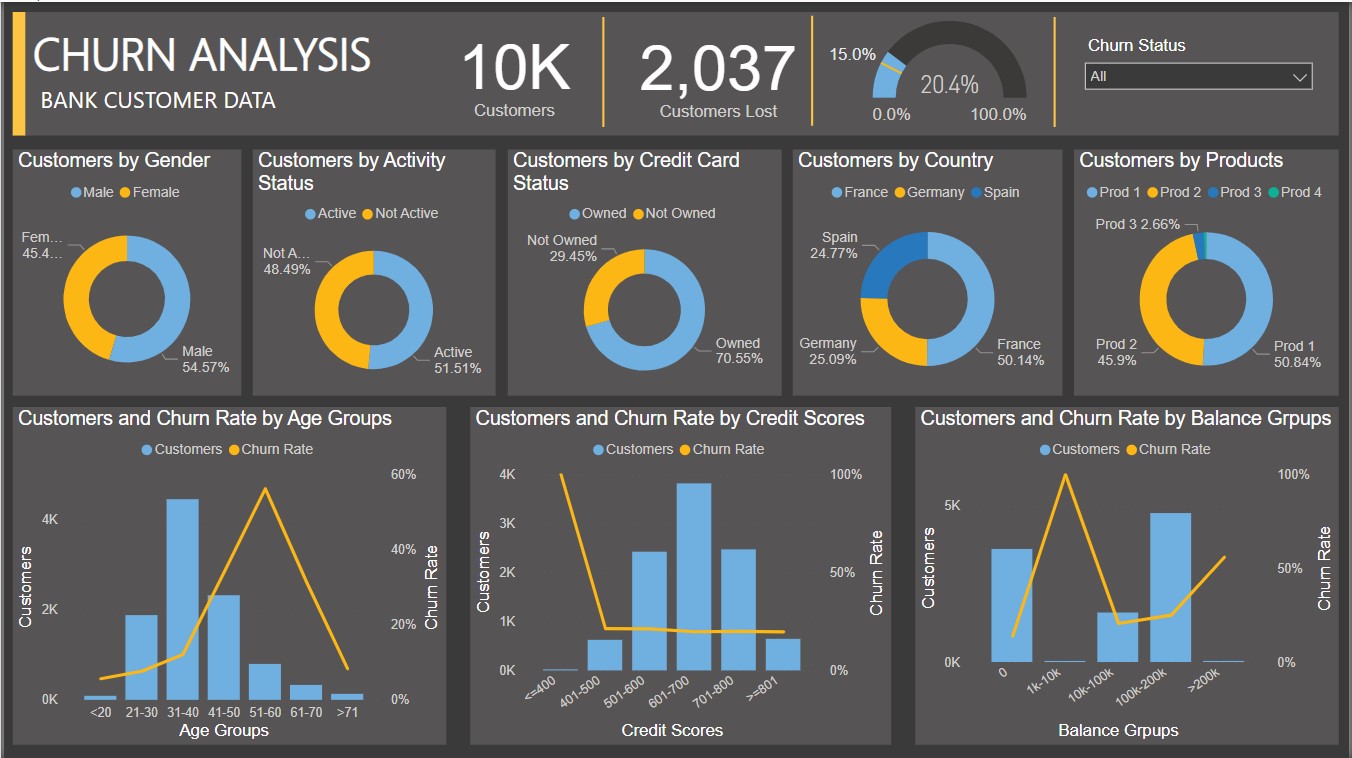 CHURN ANALYSIS
BANK CUSTOMER DATA
10K
Customers
2,037
Customers Lost
15.0%
20.4%
0.0%
100.0%
Churn Status
All
Customers by Gender
Male Female
Fem...
45.4...
Male
54.57%
Customers by Activity
Status
Active Not Active
Not A...
48.49%
Active
51.51%
Customers by Credit Card
Status
Owned Not Owned
Not Owned
29.45%
Owned
70.55%
Customers by Country
France Germany Spain
Spain
24.77%
Germany
25.09%
France
50.14%
Customers by Products
Prod 1 Prod 2 Prod 3 Prod 4
Prod 3 2.66%
Prod 2
45.9%
Prod 1
50.84%
Customers and Churn Rate by Age Groups
Customers Churn Rate
60%
4K
40%
2K
20%
0K
0%
Customers
Churn Rate
<20 21-30 31-40 41-50 51-60 61-70 >71
Age Groups
Customers and Churn Rate by Credit Scores
Customers Churn Rate
4K
100%
3K
2K
50%
1K
0K
0%
Customers
Churn Rate
<=400 401-500 501-600 601-700 701-800 >=801
Credit Scores
Customers and Churn Rate by Balance Grpups
Customers Churn Rate
100%
5K
50%
0K
0%
Customers
Churn Rate
0 1k-10k 10k-100k 100k-200k >200k
Balance Grpups